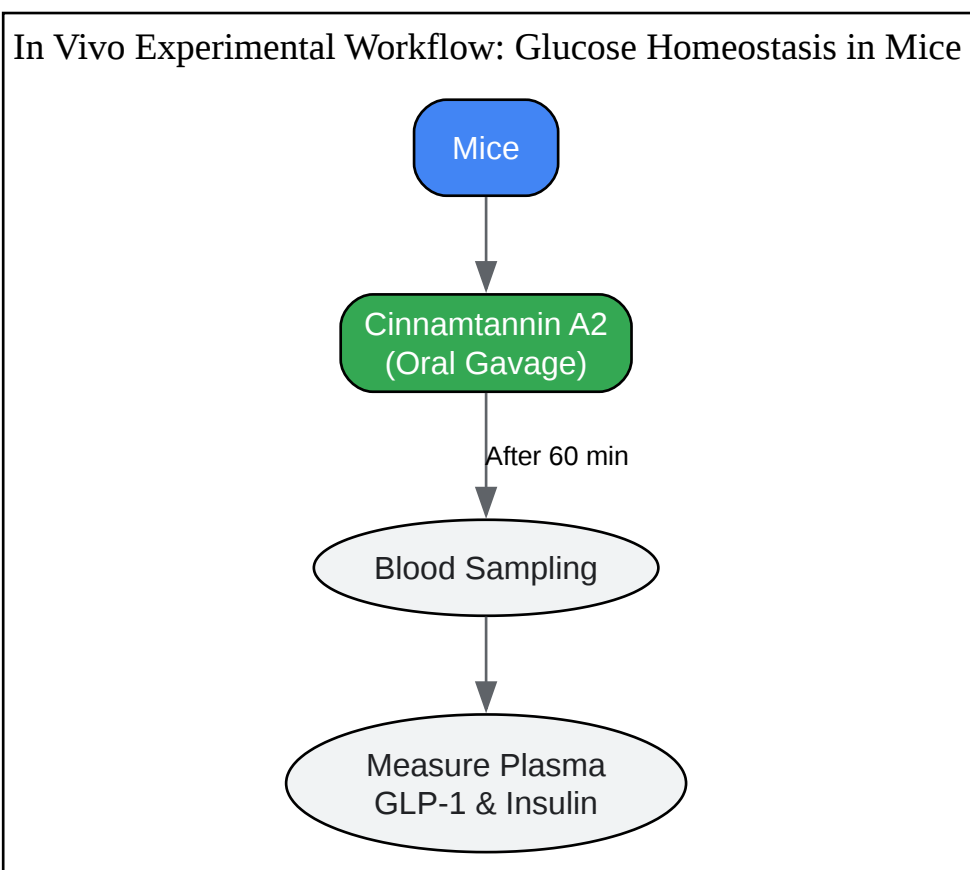 In Vivo Experimental Workflow: Glucose Homeostasis in Mice
Mice
Cinnamtannin A2
(Oral Gavage)
After 60 min
Blood Sampling
Measure Plasma
GLP-1 & Insulin